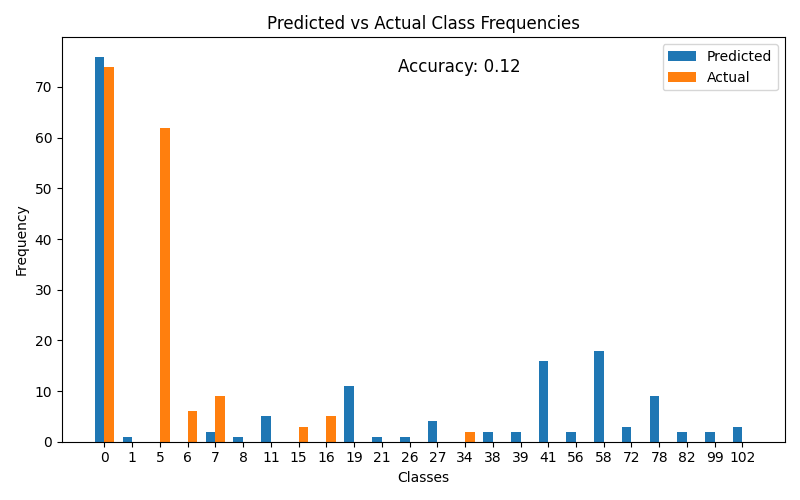 Predicted vs Actual Class Frequencies
Accuracy: 0.12
Predicted
Actual
Frequency
70
60
50
40
30
20
10
0
0 1 5 6 7 8 11 15 16 19 21 26 27 34 38 39 41 56 58 72 78 82 99 102
Classes